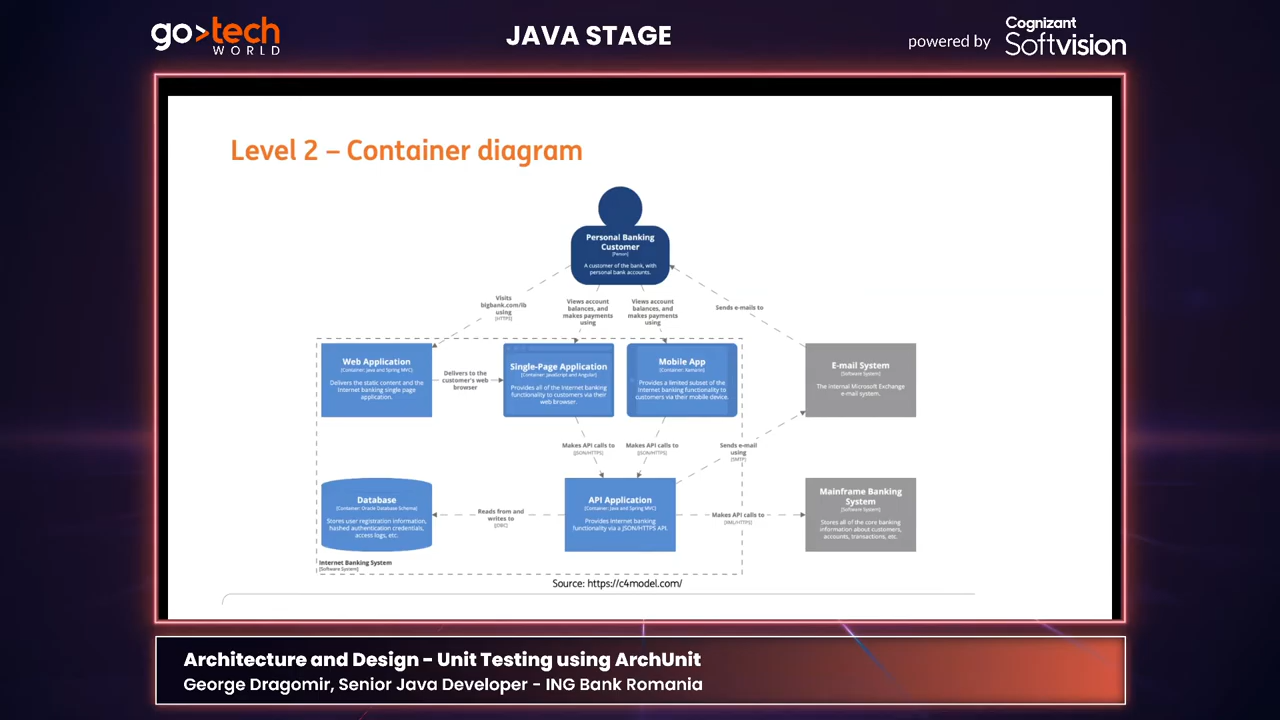 go>tech
WORLD
JAVA STAGE
powered by
Cognizant
Softvision
Level 2 – Container diagram
Personal Banking
Customer
[Person]
A customer of the bank, with
personal bank accounts.
Visits
bigbank.com/ib
using
[HTTPS]
Views account
balances, and
makes payments
using
Views account
balances, and
makes payments
using
Sends e-mails to
Web Application
[Container: Java and Spring MVC]
Delivers the static content and the
Internet banking single page
application.
Delivers to the
customer's web
browser
Single-Page Application
[Container: JavaScript and Angular]
Provides all of the Internet banking
functionality to customers via their
web browser.
Mobile App
[Container: Xamarin]
Provides a limited subset of the
Internet banking functionality to
customers via their mobile device.
E-mail System
[Software System]
The internal Microsoft Exchange
e-mail system.
Makes API calls to
[JSON/HTTPS]
Makes API calls to
[JSON/HTTPS]
Sends e-mail
using
[SMTP]
Database
[Container: Oracle Database Schema]
Stores user registration information,
hashed authentication credentials,
access logs, etc.
Reads from and
writes to
[JDBC]
API Application
[Container: Java and Spring MVC]
Provides Internet banking
functionality via a JSON/HTTPS API.
Makes API calls to
[XML/HTTPS]
Mainframe Banking
System
[Software System]
Stores all of the core banking
information about customers,
accounts, transactions, etc.
Internet Banking System
[Software System]
Source: https://c4model.com/
Architecture and Design - Unit Testing using ArchUnit
George Dragomir, Senior Java Developer - ING Bank Romania